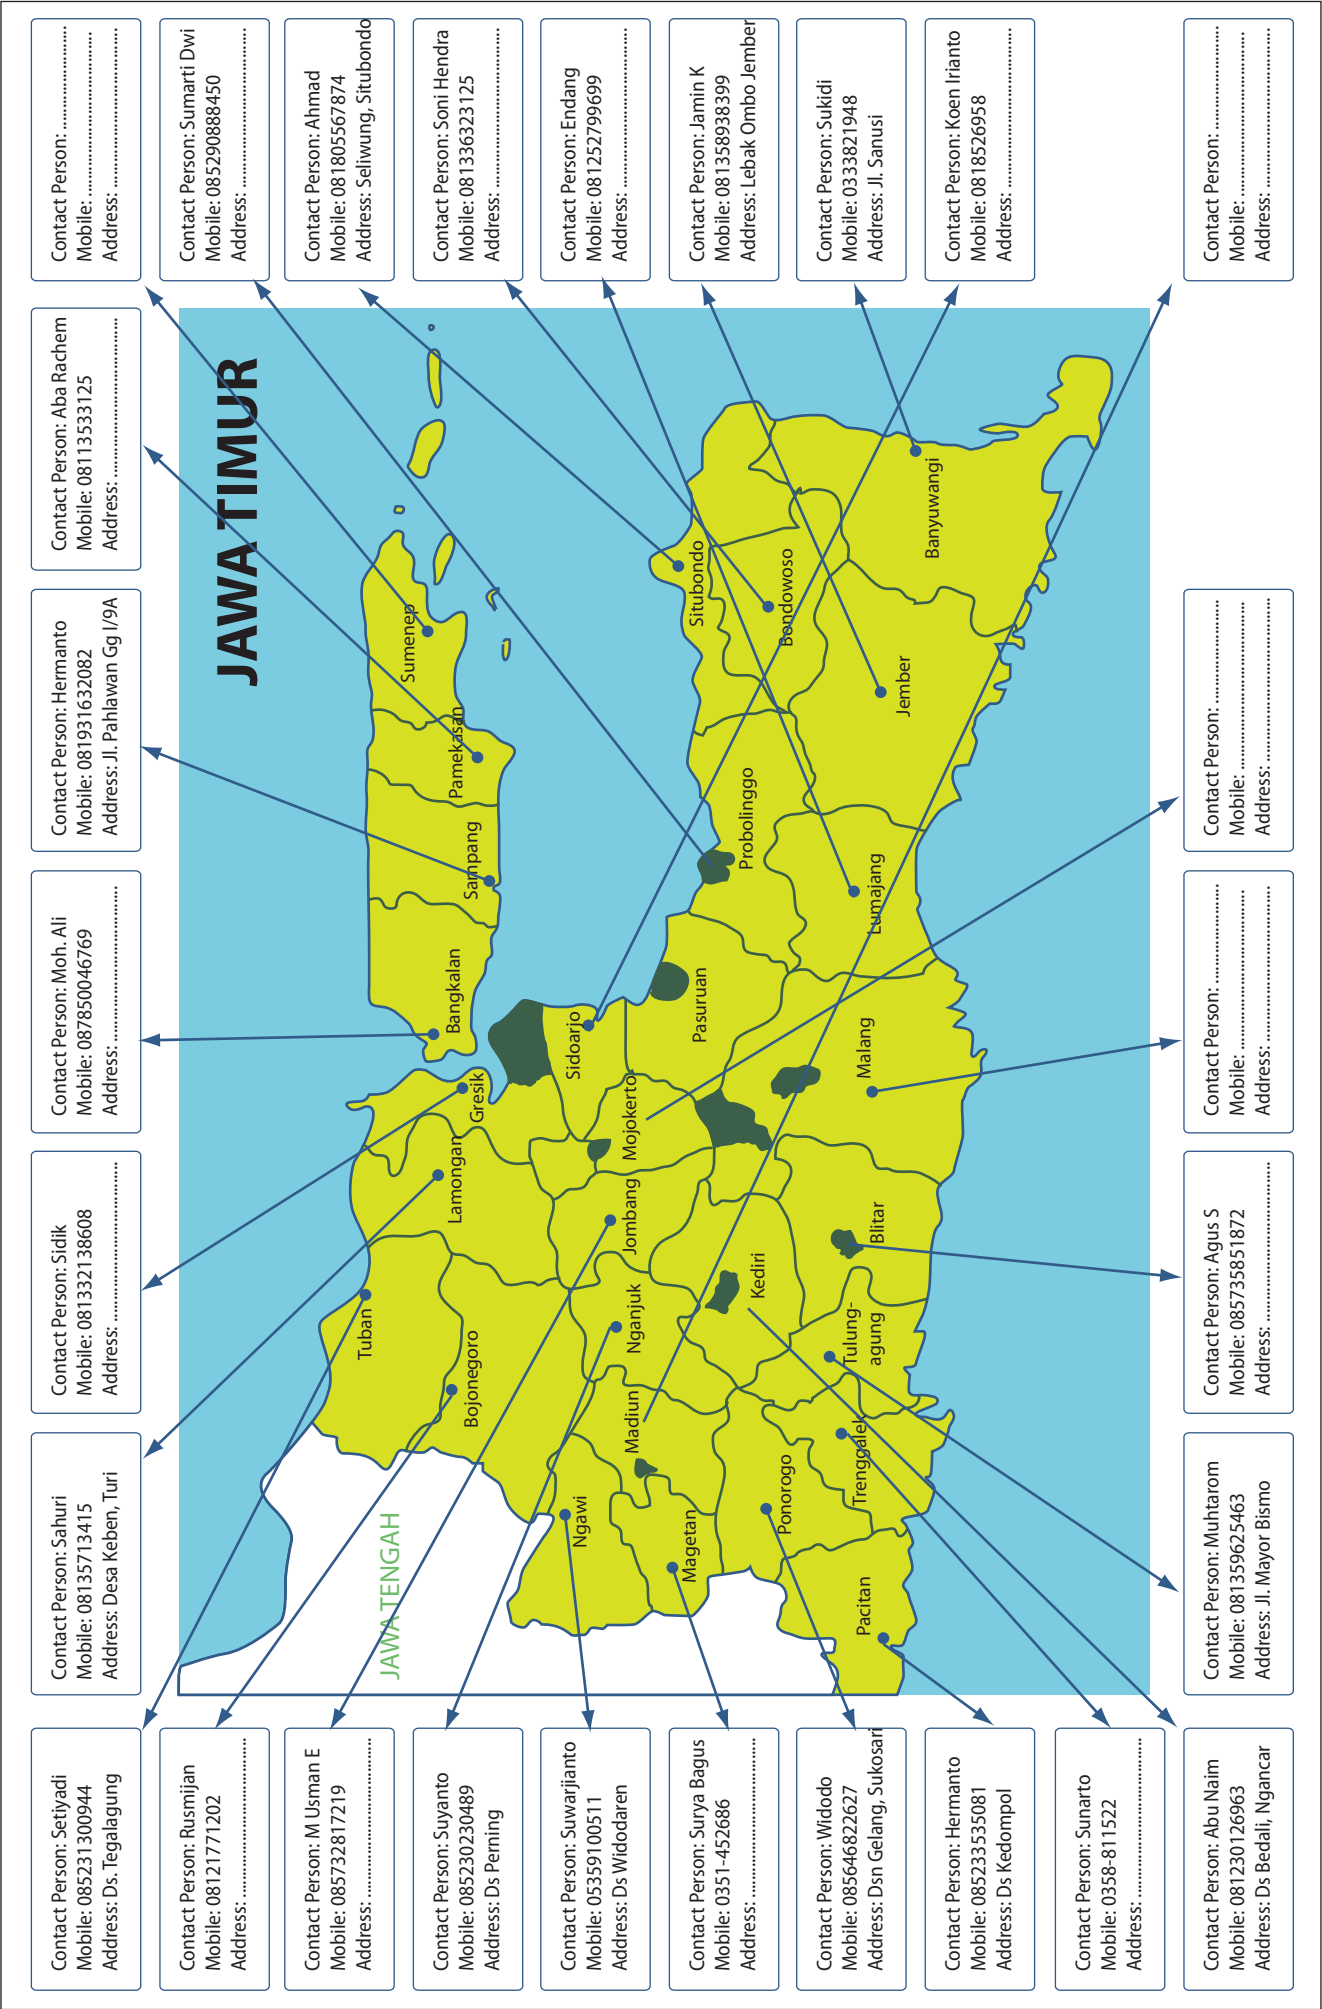 Contact Person: Setiyadi
Mobile: 085231300944
Address: Ds. Tegalagung
Contact Person: Sahuri
Mobile: 081357713415
Address: Desa Keben, Turi
Contact Person: Sidik
Mobile: 081332138608
Address: ......................................
Contact Person: Moh. Ali
Mobile: 087850046769
Address: ......................................
Contact Person: Hermanto
Mobile: 081931632082
Address: Jl. Pahlawan Gg I/9A
Contact Person: Aba Rachem
Mobile: 08113533125
Address: ......................................
Contact Person: ........................
Mobile: ......................................
Address: ......................................
Contact Person: Rusmijan
Mobile: 081217771202
Address: ......................................
Contact Person: M Usman E
Mobile: 085732817219
Address: ......................................
Contact Person: Suyanto
Mobile: 085230230489
Address: Ds Perning
Contact Person: Suwarjianto
Mobile: 05359100511
Address: Ds Widodaren
Contact Person: Surya Bagus
Mobile: 0351-452686
Address: ......................................
Contact Person: Widodo
Mobile: 085646822627
Address: Dsn Gelang, Sukosari
Contact Person: Hermanto
Mobile: 085233535081
Address: Ds Kedompol
Contact Person: Sunarto
Mobile: 0358-811522
Address: ......................................
JAWA TIMUR
JAWA TENGAH
Tuban
Bojonegoro
Lamongan
Gresik
Bangkalan
Sampang
Pamekasan
Sumenep
Ngawi
Madiun
Magetan
Nganjuk
Jombang
Mojokerto
Sidoarjo
Pasuruan
Probolinggo
Situbondo
Bondowoso
Ponorogo
Kediri
Pacitan
Trenggalek
Tulung-
agung
Blitar
Malang
Lumajang
Jember
Banyuwangi
Contact Person: Sumarti Dwi
Mobile: 085290888450
Address: ......................................
Contact Person: Ahmad
Mobile: 081805567874
Address: Seliwung, Situbondo
Contact Person: Soni Hendra
Mobile: 081336323125
Address: ......................................
Contact Person: Endang
Mobile: 081252799699
Address: ......................................
Contact Person: Jamin K
Mobile: 081358938399
Address: Lebak Ombo Jember
Contact Person: Sukidi
Mobile: 0333821948
Address: Jl. Sanusi
Contact Person: Koen Irianto
Mobile: 0818526958
Address: ......................................
Contact Person: Abu Naim
Mobile: 081230126963
Address: Ds Bedali, Ngancar
Contact Person: Muhtarom
Mobile: 081359625463
Address: Jl. Mayor Bismo
Contact Person: Agus S
Mobile: 085735851872
Address: ......................................
Contact Person: ........................
Mobile: ......................................
Address: ......................................
Contact Person: ........................
Mobile: ......................................
Address: ......................................
Contact Person: ........................
Mobile: ......................................
Address: ......................................